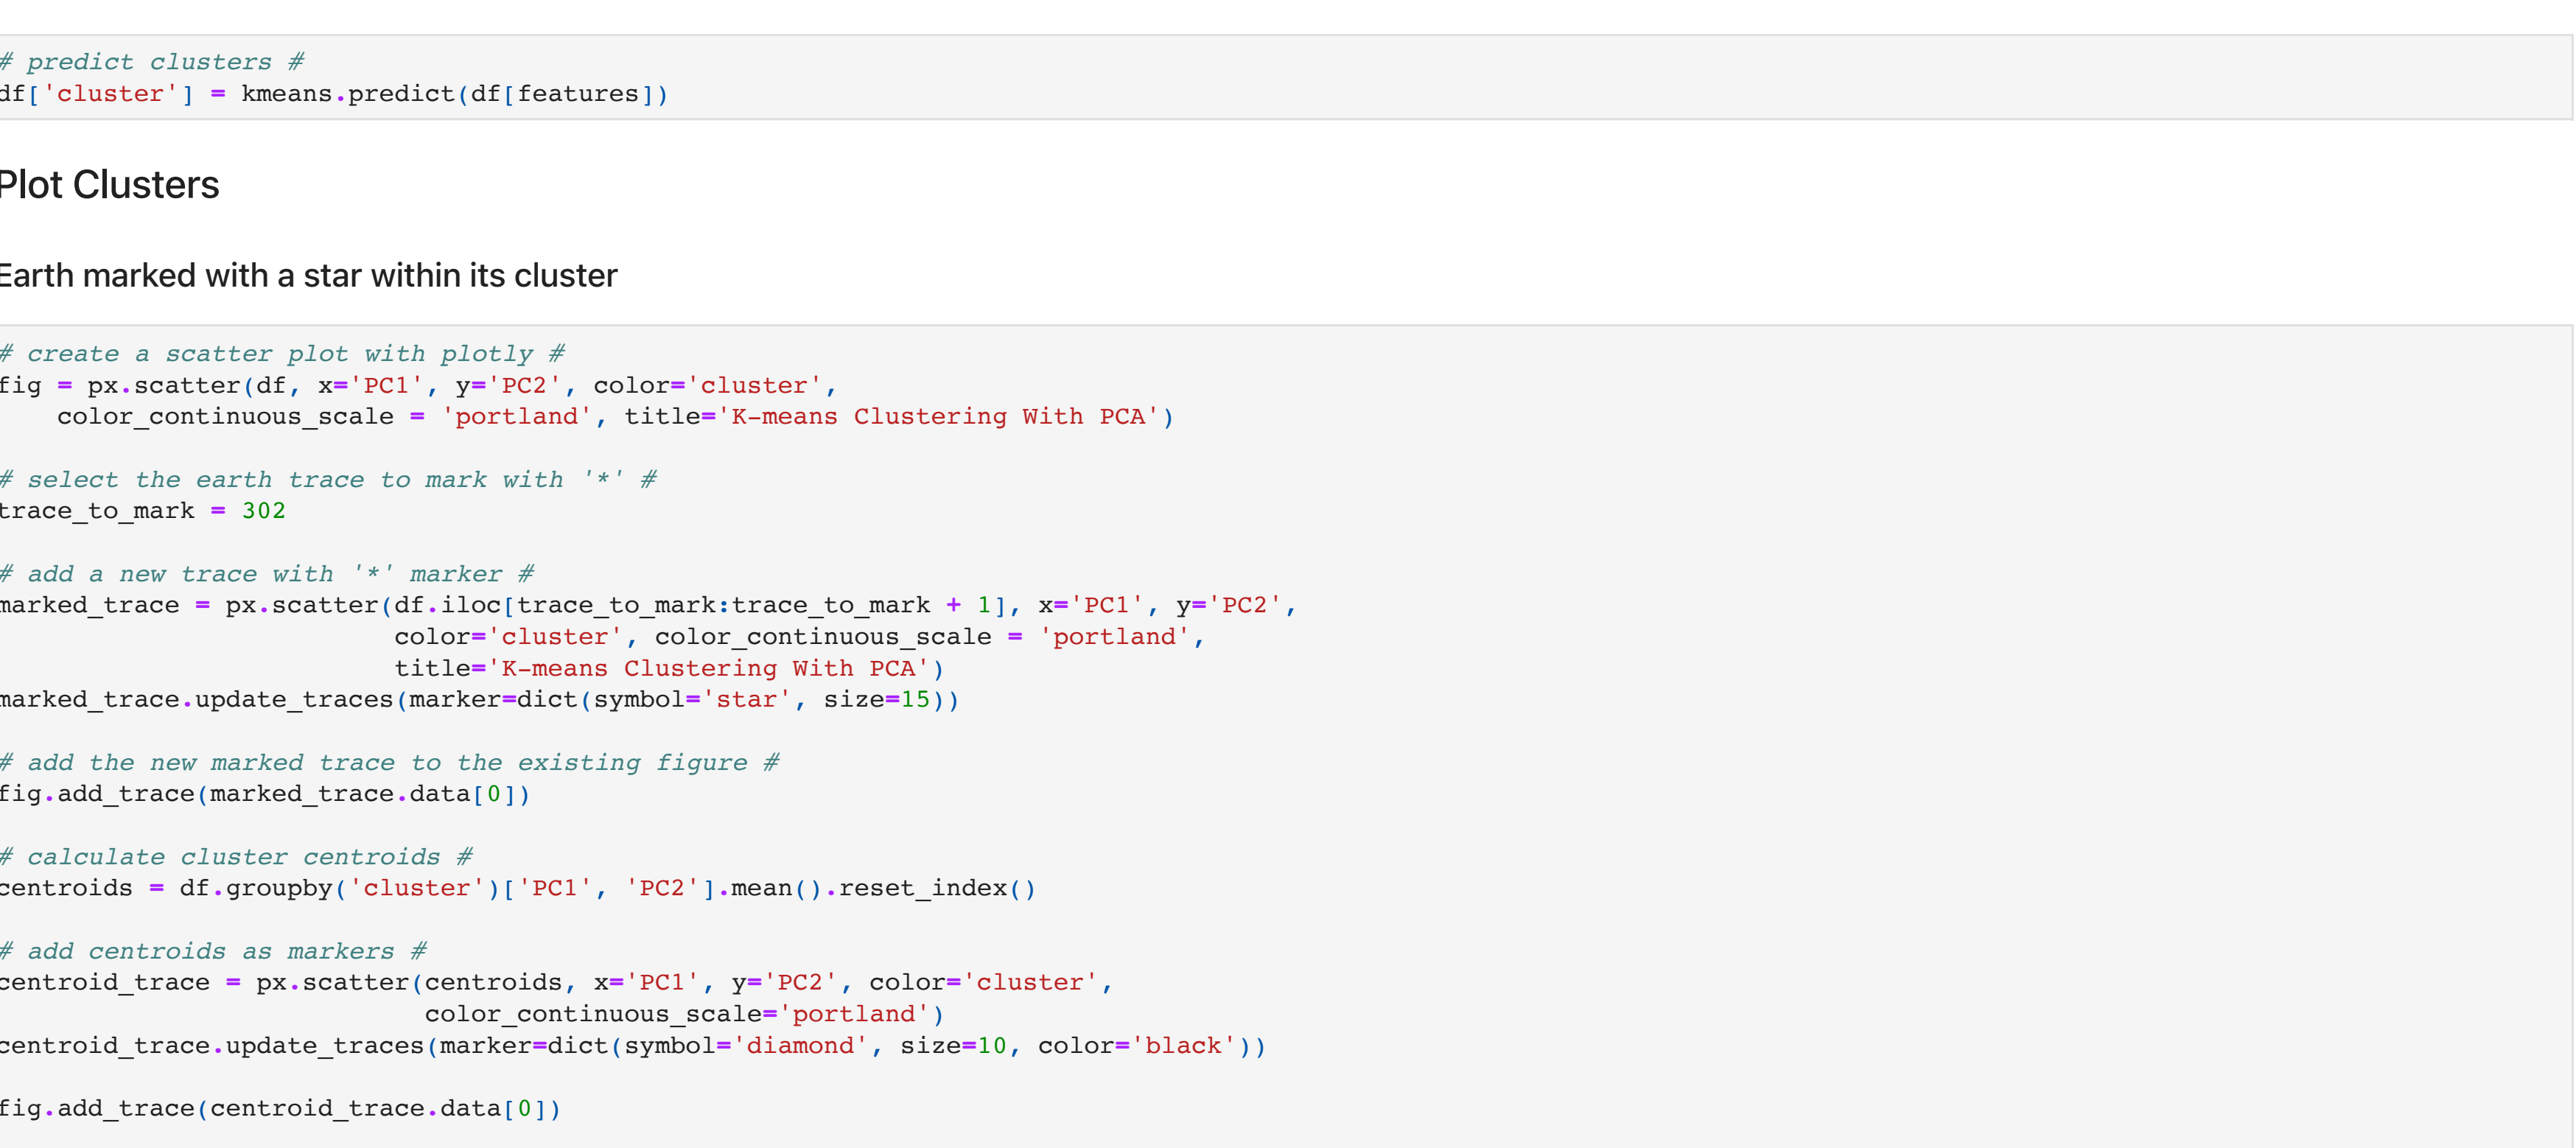 # predict clusters #
df['cluster'] = kmeans.predict(df[features])
Plot Clusters
Earth marked with a star within its cluster
# create a scatter plot with plotly #
fig = px.scatter(df, x='PC1', y='PC2', color='cluster',
    color_continuous_scale = 'portland', title='K-means Clustering With PCA')
# select the earth trace to mark with '*' #
trace_to_mark = 302
# add a new trace with '*' marker #
marked_trace = px.scatter(df.iloc[trace_to_mark:trace_to_mark + 1], x='PC1', y='PC2',
                          color='cluster', color_continuous_scale = 'portland',
                          title='K-means Clustering With PCA')
marked_trace.update_traces(marker=dict(symbol='star', size=15))
# add the new marked trace to the existing figure #
fig.add_trace(marked_trace.data[0])
# calculate cluster centroids #
centroids = df.groupby('cluster')['PC1', 'PC2'].mean().reset_index()
# add centroids as markers #
centroid_trace = px.scatter(centroids, x='PC1', y='PC2', color='cluster',
                            color_continuous_scale='portland')
centroid_trace.update_traces(marker=dict(symbol='diamond', size=10, color='black'))
fig.add_trace(centroid_trace.data[0])